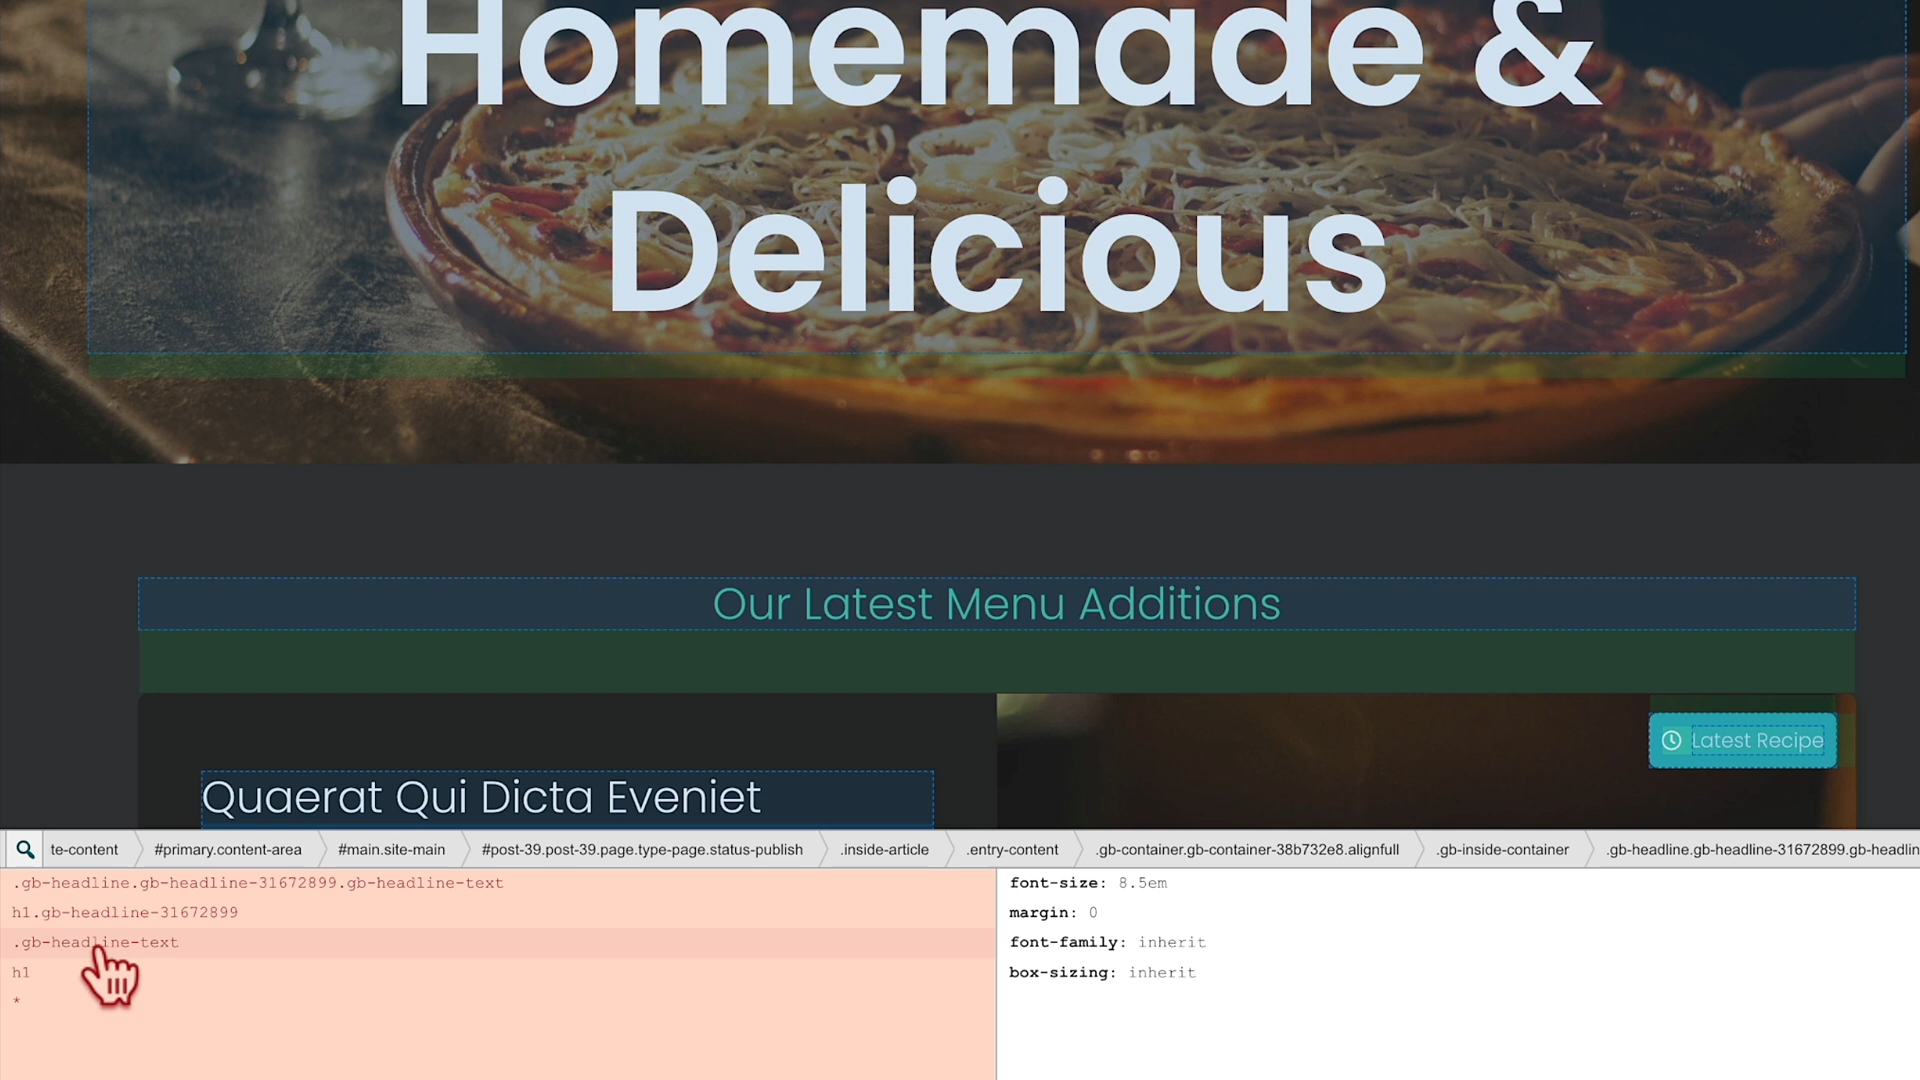 Homemade &
Delicious
Our Latest Menu Additions
Latest Recipe
Quaerat Qui Dicta Eveniet
te-content #primary.content-area #main.site-main #post-39.post-39.page.type-page.status-publish .inside-article .entry-content .gb-container.gb-container-38b732e8.alignfull .gb-inside-container .gb-headline.gb-headline-31672899.gb-headlin
.gb-headline.gb-headline-31672899.gb-headline-text
h1.gb-headline-31672899
.gb-headline-text
h1
*
font-size: 8.5em
margin: 0
font-family: inherit
box-sizing: inherit